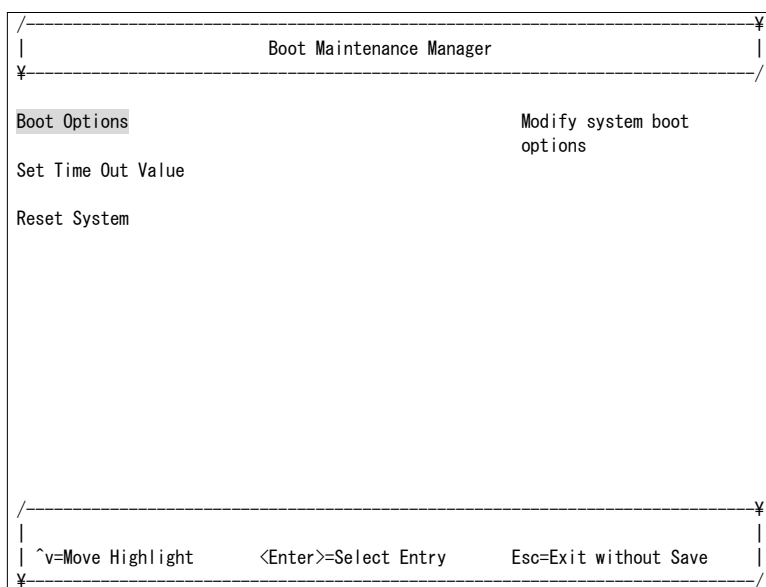 /------------------------------------------------------------------------------¥
| Boot Maintenance Manager |
¥------------------------------------------------------------------------------/
Boot Options Modify system boot
options
Set Time Out Value
Reset System
/------------------------------------------------------------------------------¥
| |
| ^v=Move Highlight <Enter>=Select Entry Esc=Exit without Save |
¥------------------------------------------------------------------------------/